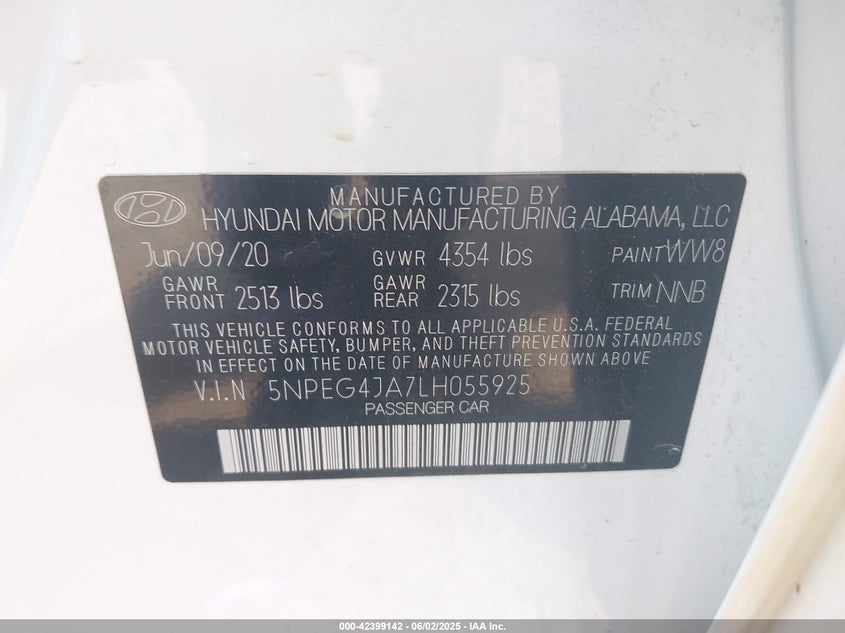 MANUFACTURED BY
HYUNDAI MOTOR MANUFACTURING ALABAMA, LLC
Jun/09/20 GVWR 4354 lbs PAINT WW8
GAWR FRONT 2513 lbs GAWR REAR 2315 lbs TRIM NNB
THIS VEHICLE CONFORMS TO ALL APPLICABLE U.S.A. FEDERAL
MOTOR VEHICLE SAFETY, BUMPER, AND THEFT PREVENTION STANDARDS
IN EFFECT ON THE DATE OF MANUFACTURE SHOWN ABOVE
V.I.N 5NPEG4JA7LH055925
PASSENGER CAR
000-42399142 - 06/02/2025 - IAA Inc.